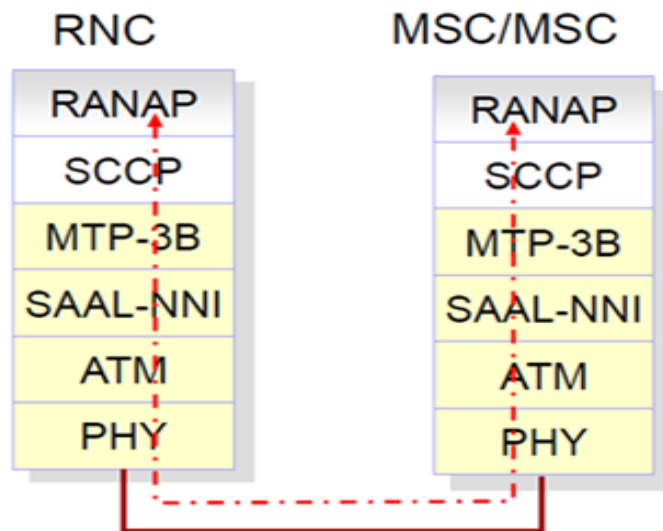 RNC
RANAP
SCCP
MTP-3B
SAAL-NNI
ATM
PHY
MSC/MSC
RANAP
SCCP
MTP-3B
SAAL-NNI
ATM
PHY